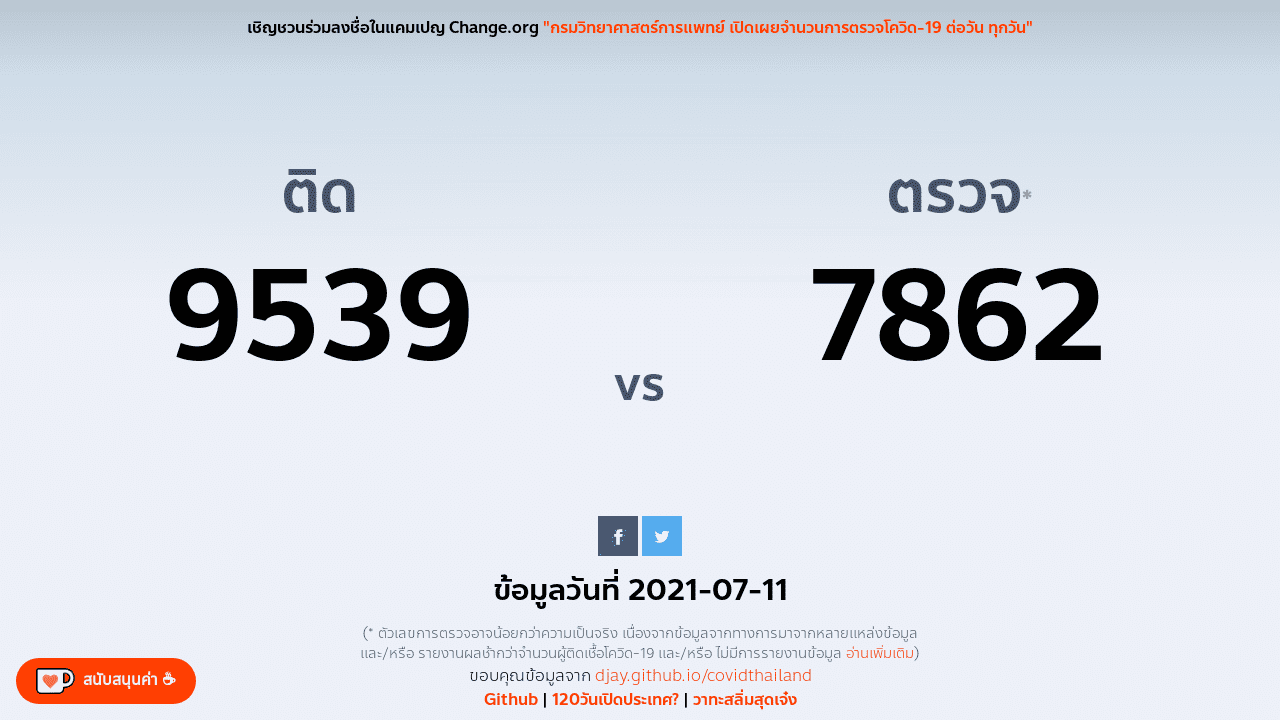 เชิญชวนร่วมลงชื่อในแคมเปญ Change.org "กรมวิทยาศาสตร์การแพทย์ เปิดเผยจำนวนการตรวจโควิด-19 ต่อวัน ทุกวัน"
ติด
9539
vs
ตรวจ*
7862
ข้อมูลวันที่ 2021-07-11
(* ตัวเลขการตรวจอาจน้อยกว่าความเป็นจริง เนื่องจากข้อมูลจากทางการมาจากหลายแหล่งข้อมูล
และ/หรือ รายงานผลช้ากว่าจำนวนผู้ติดเชื้อโควิด-19 และ/หรือ ไม่มีการรายงานข้อมูล อ่านเพิ่มเติม)
ขอบคุณข้อมูลจาก djay.github.io/covidthailand
Github | 120วันเปิดประเทศ? | วาทะสลิ่มสุดเจ๋ง
สนับสนุนค่า